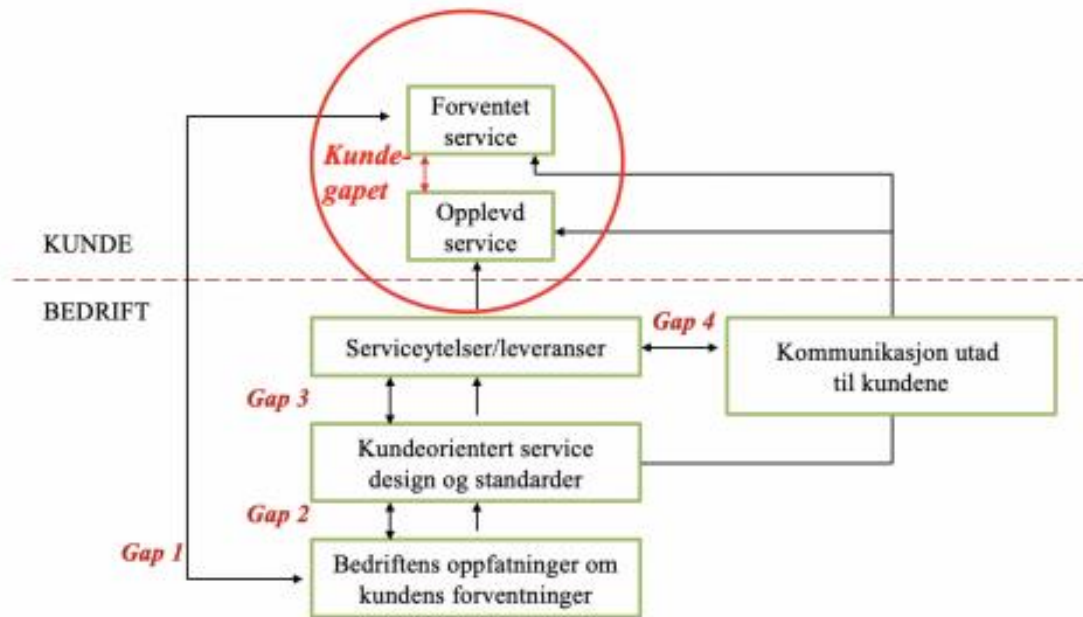 Forventet
service
Kunde-
gapet
Opplevd
service
KUNDE
BEDRIFT
Serviceytelser/leveranser
Gap 4
Kommunikasjon utad
til kundene
Gap 3
Kundeorientert service
design og standarder
Gap 2
Gap 1
Bedriftens oppfatninger om
kundens forventninger